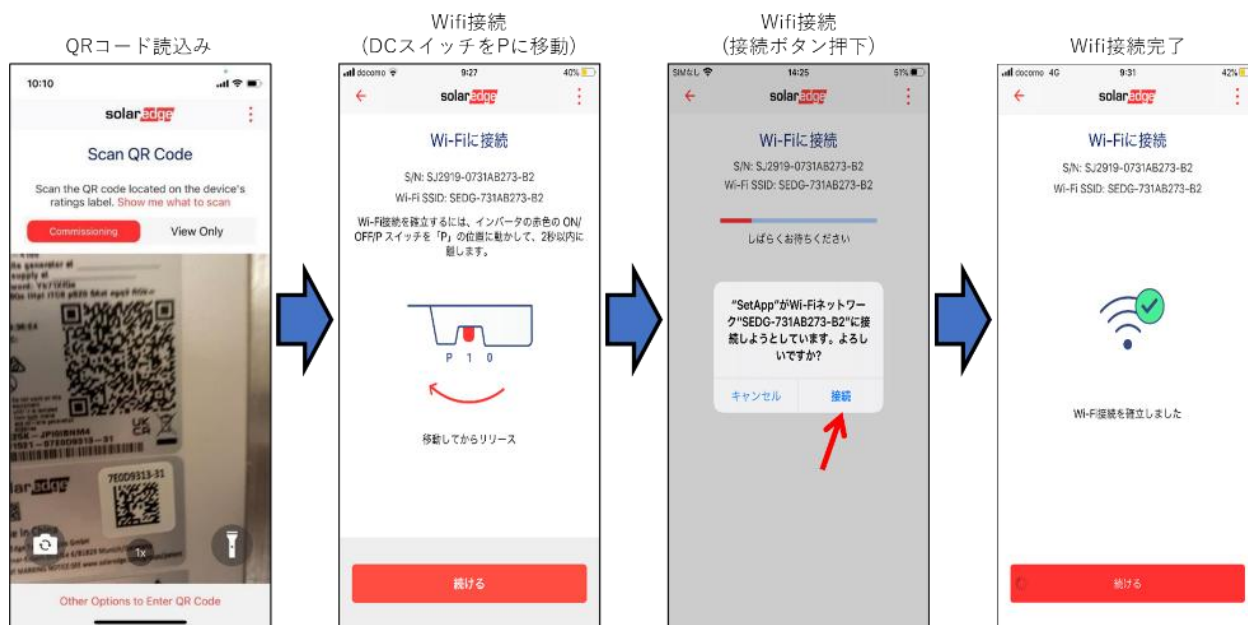 QRコード読込み
10:10
solaredge
Scan QR Code
Scan the QR code located on the device's
ratings label. Show me what to scan
Commissioning
View Only
7E0D9313-31
1x
Other Options to Enter QR Code
Wifi接続
(DCスイッチをPに移動)
docomo
9:27
40%
solaredge
Wi-Fiに接続
S/N: SJ2919-0731AB273-B2
Wi-Fi SSID: SEDG-731AB273-B2
Wi-Fi接続を確立するには、インバータの赤色の ON/
OFF/P スイッチを「P」の位置に動かして、2秒以内に
離します。
P 1 0
移動してからリリース
続ける
Wifi接続
(接続ボタン押下)
SIMなし
14:25
51%
solaredge
Wi-Fiに接続
S/N: SJ2919-0731AB273-B2
Wi-Fi SSID: SEDG-731AB273-B2
しばらくお待ちください
"SetApp"がWi-Fiネットワー
ク"SEDG-731AB273-B2"に接
続しようとしています。よろし
いですか?
キャンセル
接続
Wifi接続完了
docomo 4G
9:31
42%
solaredge
Wi-Fiに接続
S/N: SJ2919-0731AB273-B2
Wi-Fi SSID: SEDG-731AB273-B2
Wi-Fi接続を確立しました
続ける